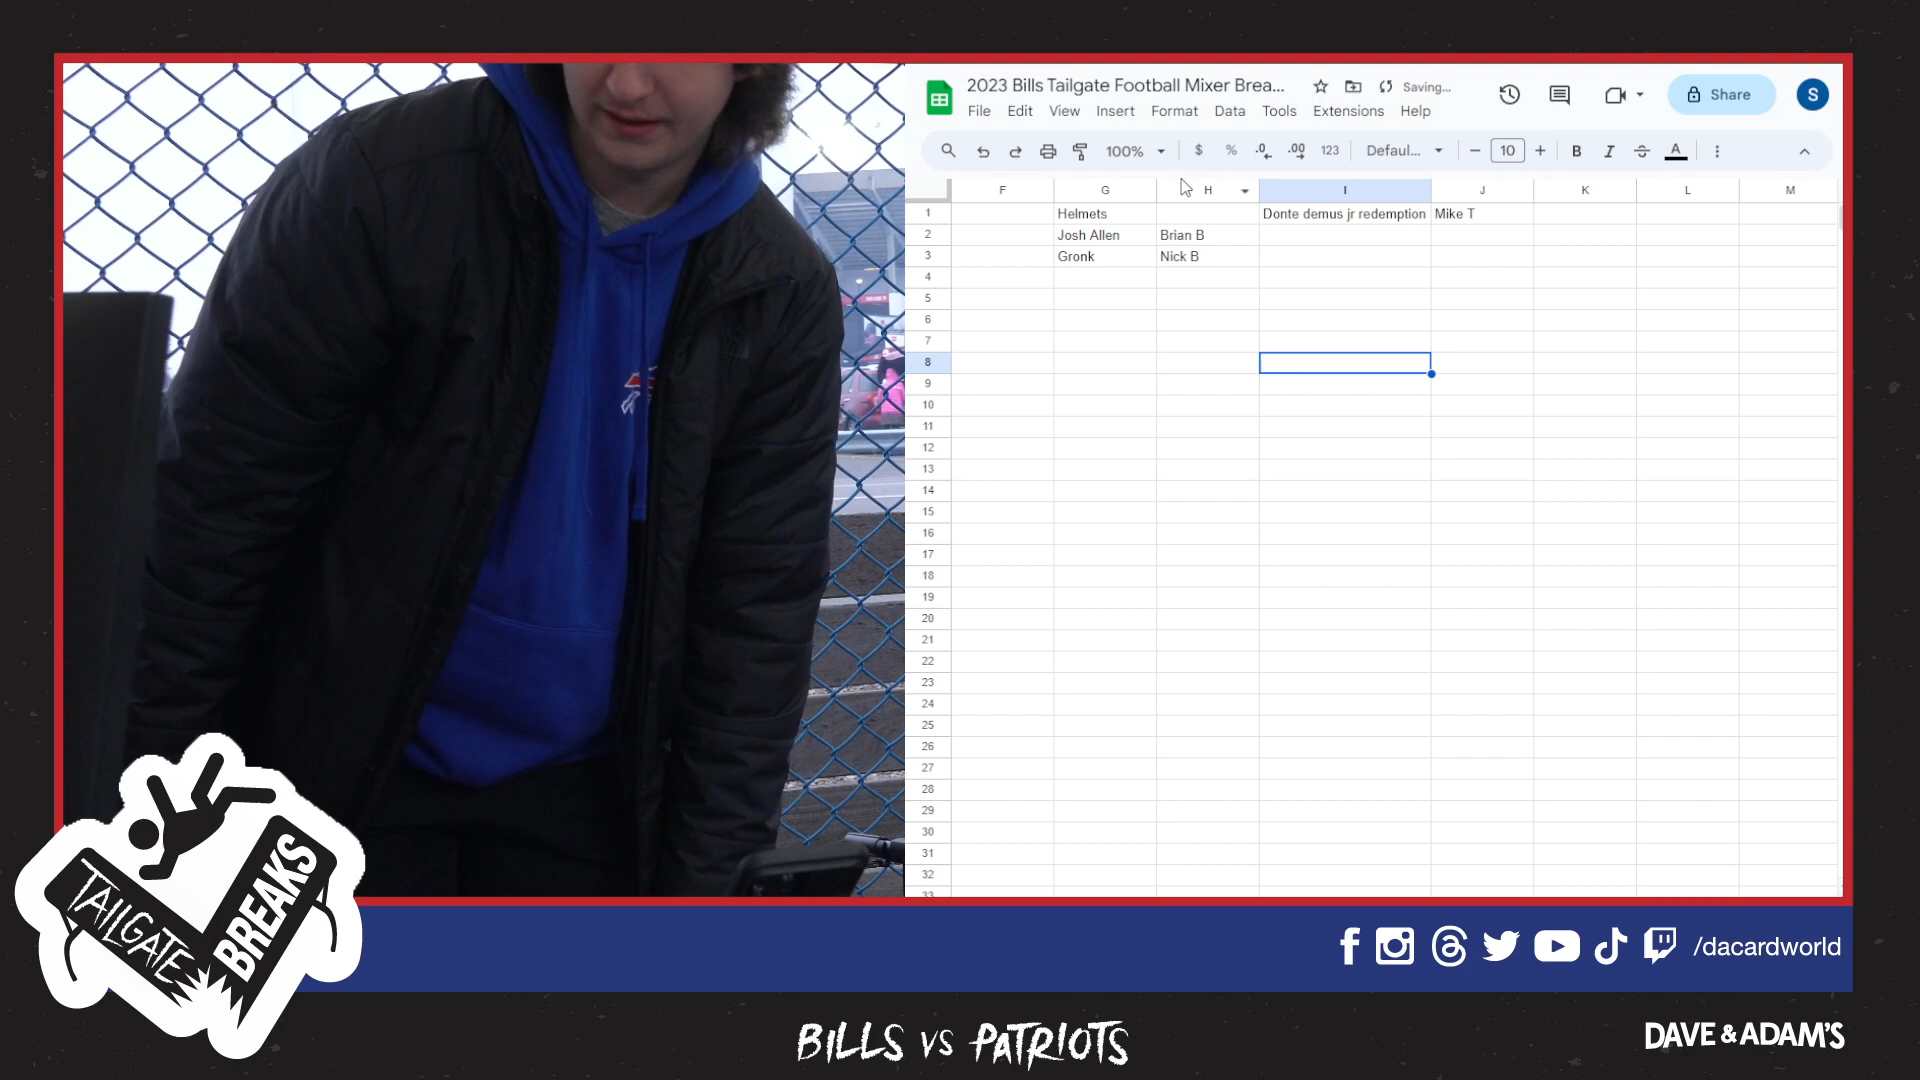 2023 Bills Tailgate Football Mixer Brea...
Saving...
Share
S
File Edit View Insert Format Data Tools Extensions Help
100% $ % .0 .00 123 Defaul... 10 B I S A
F G H I J K L M
1 Helmets Donte demus jr redemption Mike T
2 Josh Allen Brian B
3 Gronk Nick B
4
5
6
7
8
9
10
11
12
13
14
15
16
17
18
19
20
21
22
23
24
25
26
27
28
29
30
31
32
33
TAILGATE
BREAKS
/dacardworld
BILLS VS PATRIOTS
DAVE & ADAM'S